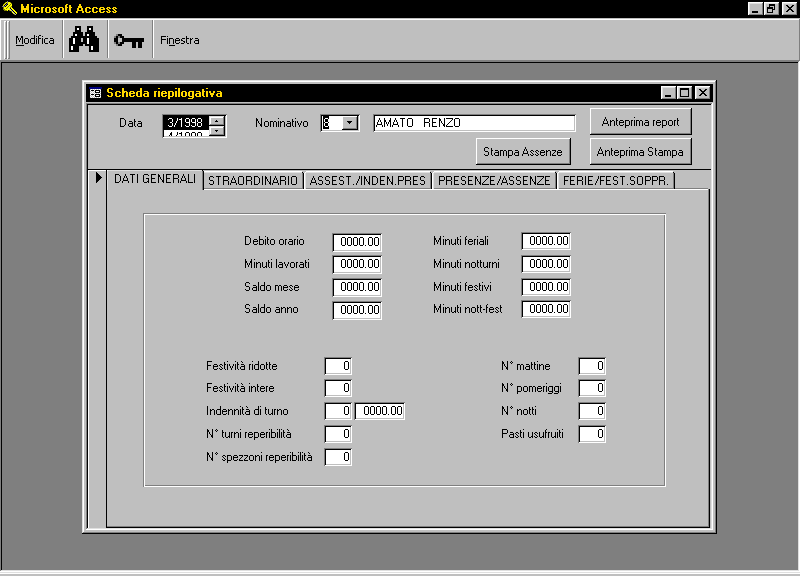 Microsoft Access
Modifica Finestra
Scheda riepilogativa
Data 3/1998 Nominativo 8 AMATO RENZO Anteprima report
Stampa Assenze Anteprima Stampa
DATI GENERALI STRAORDINARIO ASSEST./INDEN.PRES PRESENZE/ASSENZE FERIE/FEST.SOPPR.
Debito orario 0000.00 Minuti feriali 0000.00
Minuti lavorati 0000.00 Minuti notturni 0000.00
Saldo mese 0000.00 Minuti festivi 0000.00
Saldo anno 0000.00 Minuti nott-fest 0000.00
Festività ridotte 0 N° mattine 0
Festività intere 0 N° pomeriggi 0
Indennità di turno 0 0000.00 N° notti 0
N° turni reperibilità 0 Pasti usufruiti 0
N° spezzoni reperibilità 0